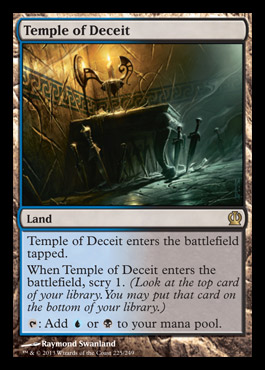 Temple of Deceit
Land
Temple of Deceit enters the battlefield
tapped.
When Temple of Deceit enters the
battlefield, scry 1. (Look at the top card
of your library. You may put that card on
the bottom of your library.)
: Add or to your mana pool.
Raymond Swanland
™ & © 2013 Wizards of the Coast 225/249